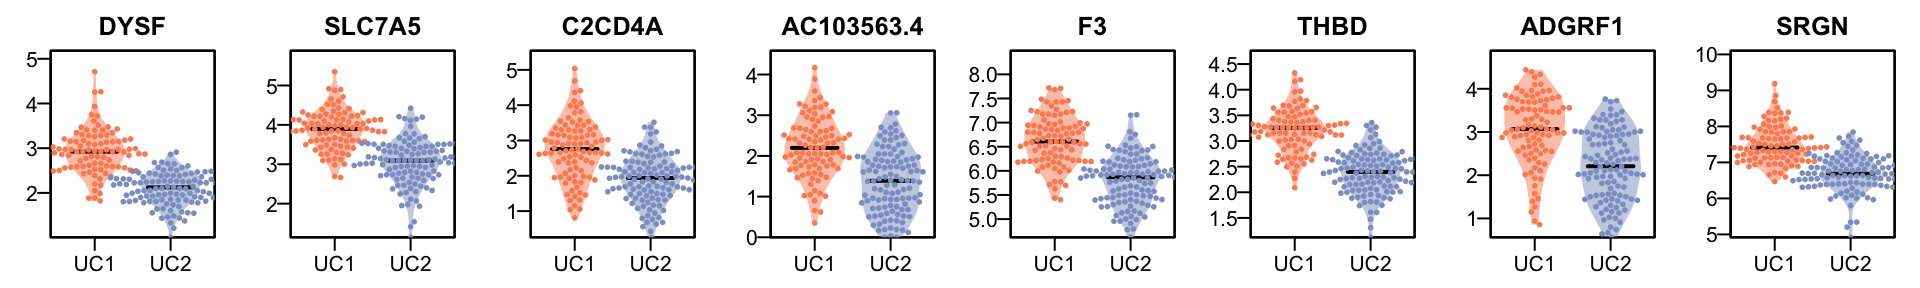 DYSF
5
4
3
2
UC1 UC2
SLC7A5
5
4
3
2
UC1 UC2
C2CD4A
5
4
3
2
1
UC1 UC2
AC103563.4
4
3
2
1
0
UC1 UC2
F3
8.0
7.5
7.0
6.5
6.0
5.5
5.0
UC1 UC2
THBD
4.5
4.0
3.5
3.0
2.5
2.0
1.5
UC1 UC2
ADGRF1
4
3
2
1
UC1 UC2
SRGN
10
9
8
7
6
5
UC1 UC2